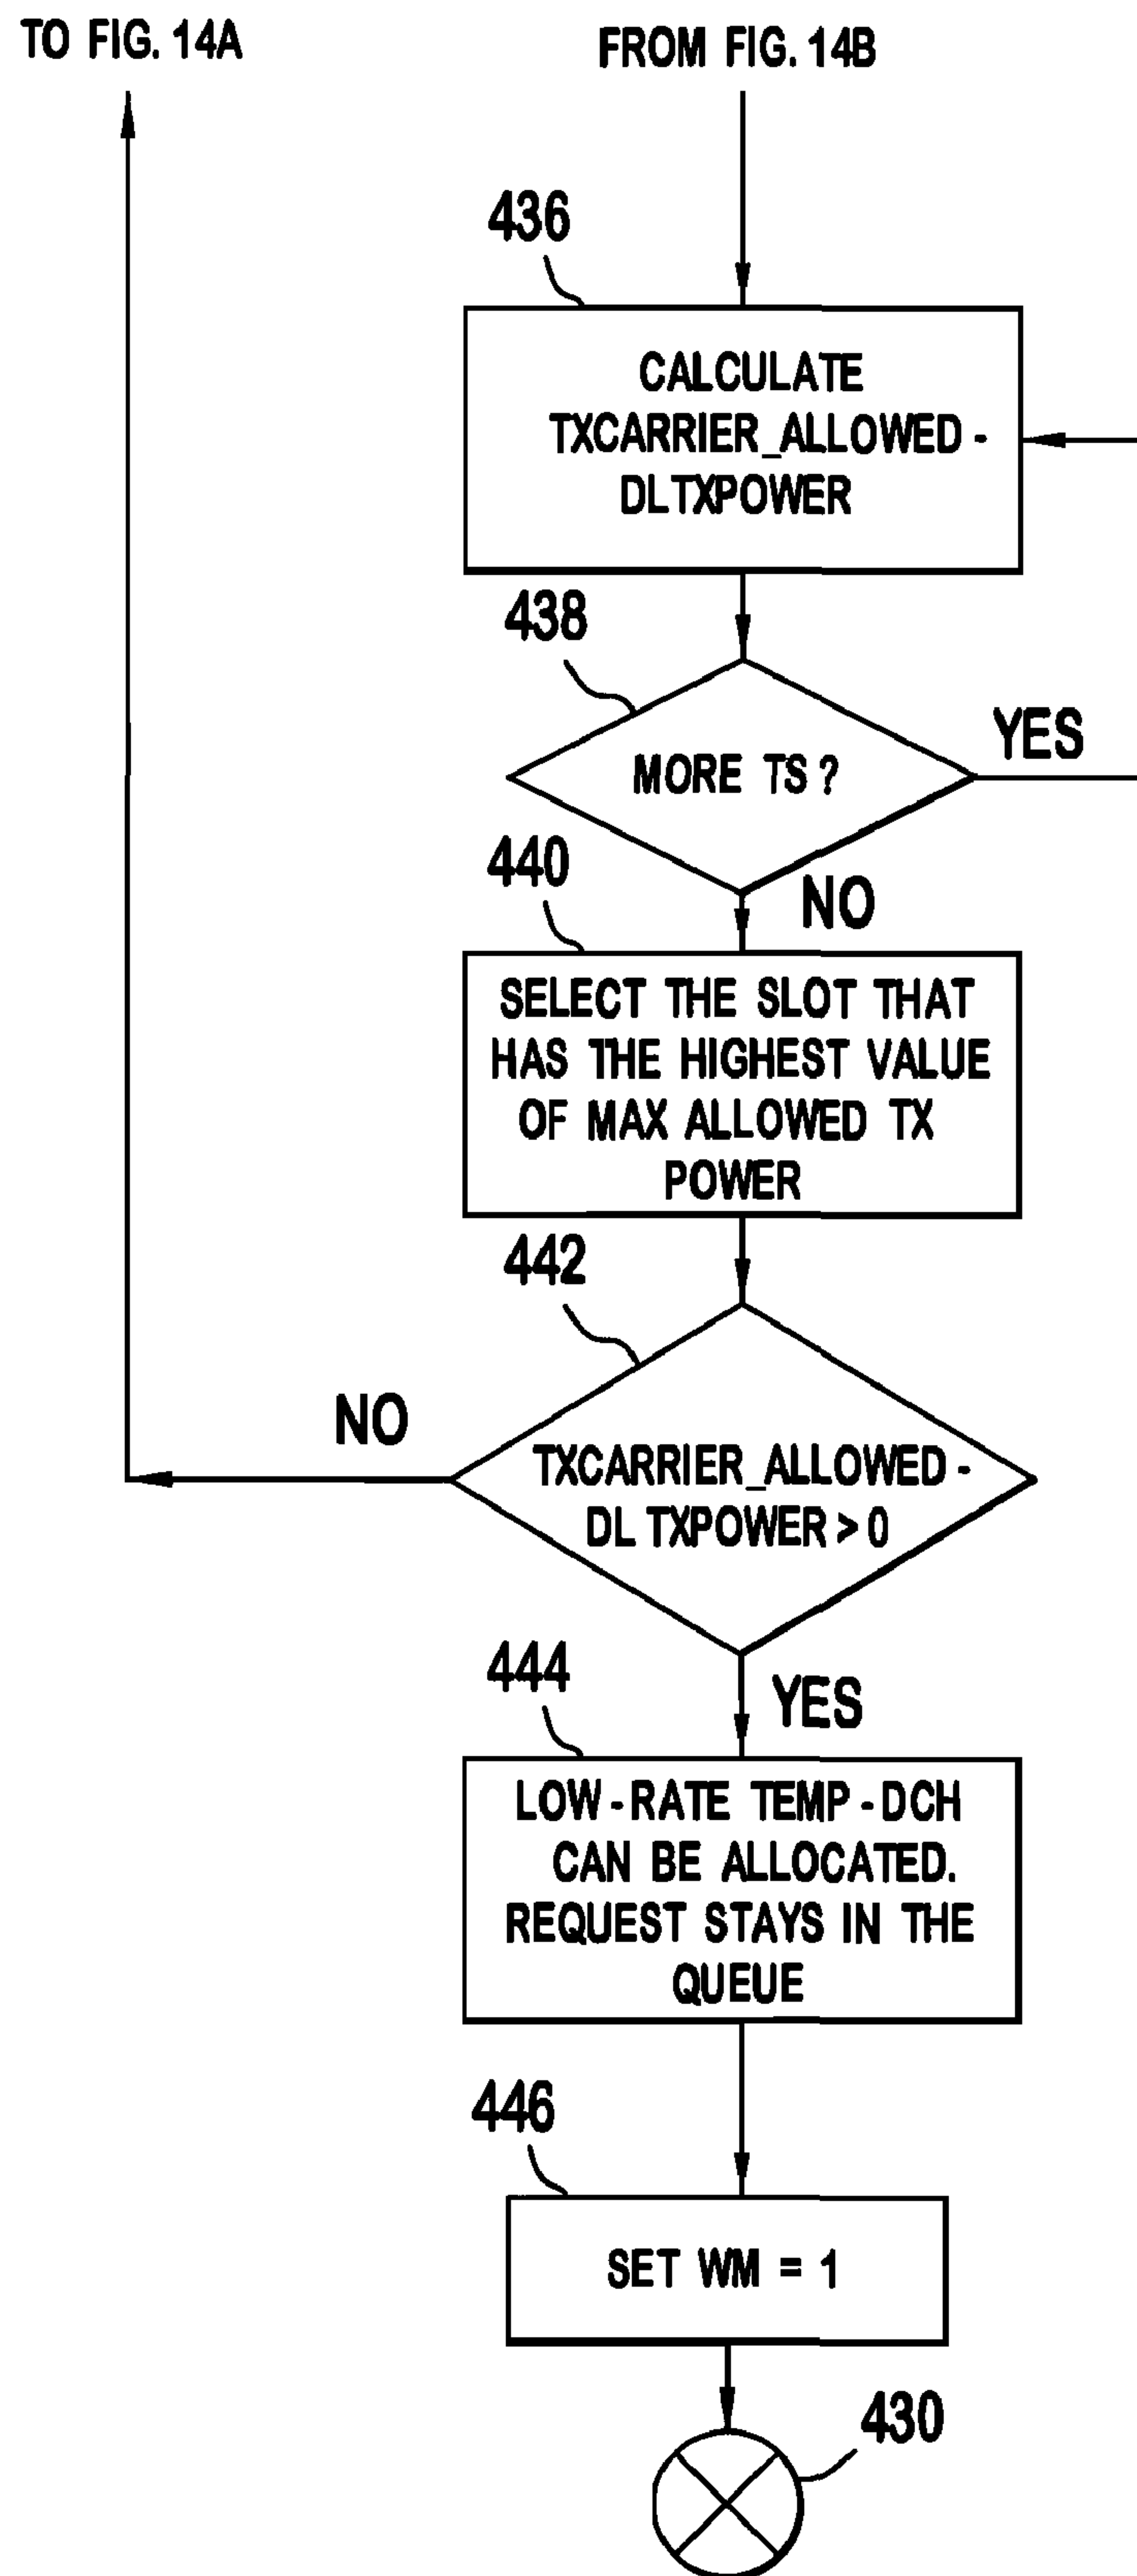 TO FIG. 14A
FROM FIG. 14B
436
CALCULATE
TXCARRIER_ALLOWED -
DLTXPOWER
438
MORE TS ?
YES
440
NO
SELECT THE SLOT THAT
HAS THE HIGHEST VALUE
OF MAX ALLOWED TX
POWER
442
NO
TXCARRIER_ALLOWED -
DL TXPOWER > 0
444
YES
LOW - RATE TEMP - DCH
CAN BE ALLOCATED.
REQUEST STAYS IN THE
QUEUE
446
SET WM = 1
430